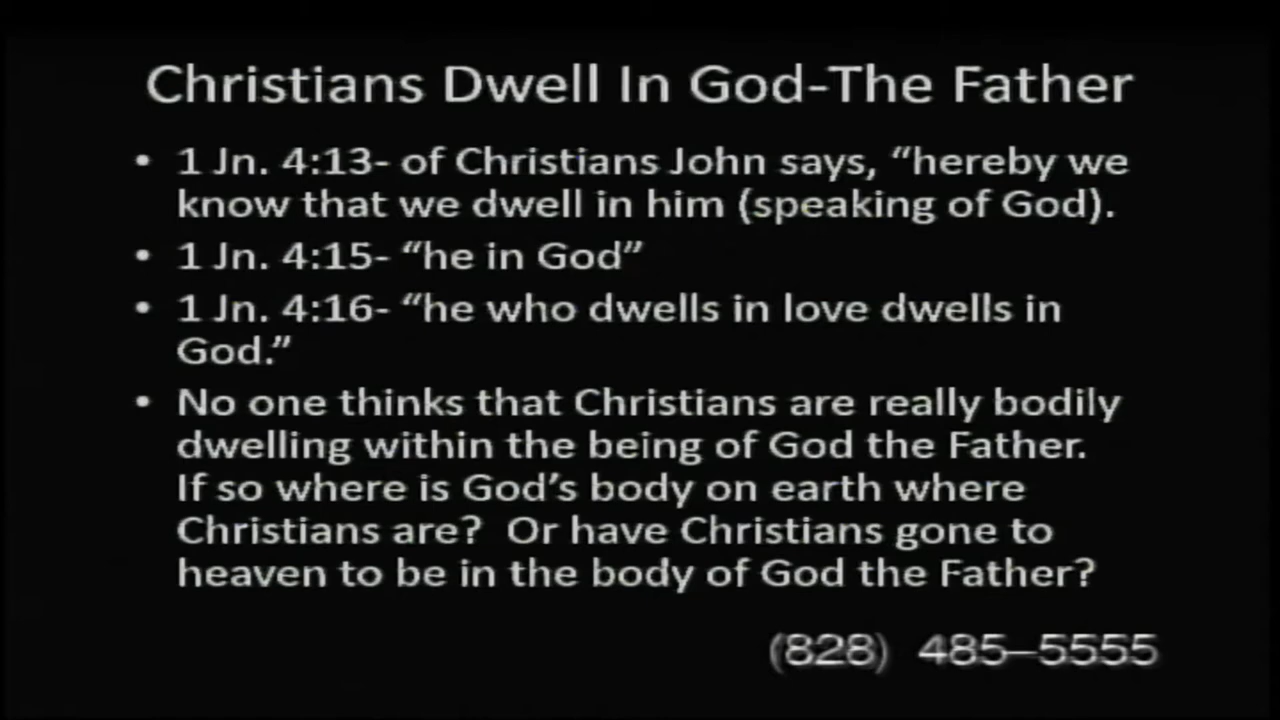 Christians Dwell In God-The Father
• 1 Jn. 4:13- of Christians John says, “hereby we
know that we dwell in him (speaking of God).
• 1 Jn. 4:15- “he in God”
• 1 Jn. 4:16- “he who dwells in love dwells in
God.”
• No one thinks that Christians are really bodily
dwelling within the being of God the Father.
If so where is God’s body on earth where
Christians are?  Or have Christians gone to
heaven to be in the body of God the Father?
(828) 485–5555